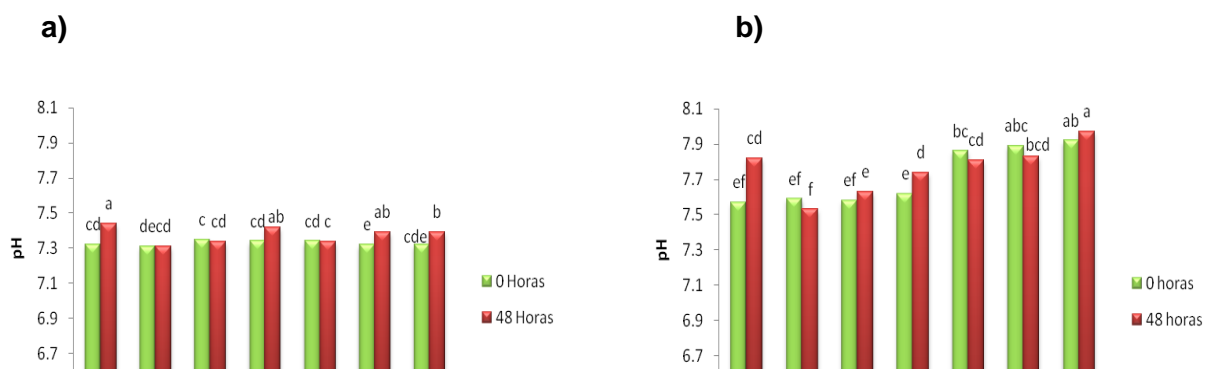 a)
8.1
7.9
7.7
7.5
7.3
7.1
6.9
6.7
pH
cd a
de cd
c cd
cd ab
cd c
e ab
cde b
0 Horas
48 Horas
b)
8.1
7.9
7.7
7.5
7.3
7.1
6.9
6.7
pH
ef cd
ef f
ef e
e d
bc cd
abc bcd
ab a
0 horas
48 horas